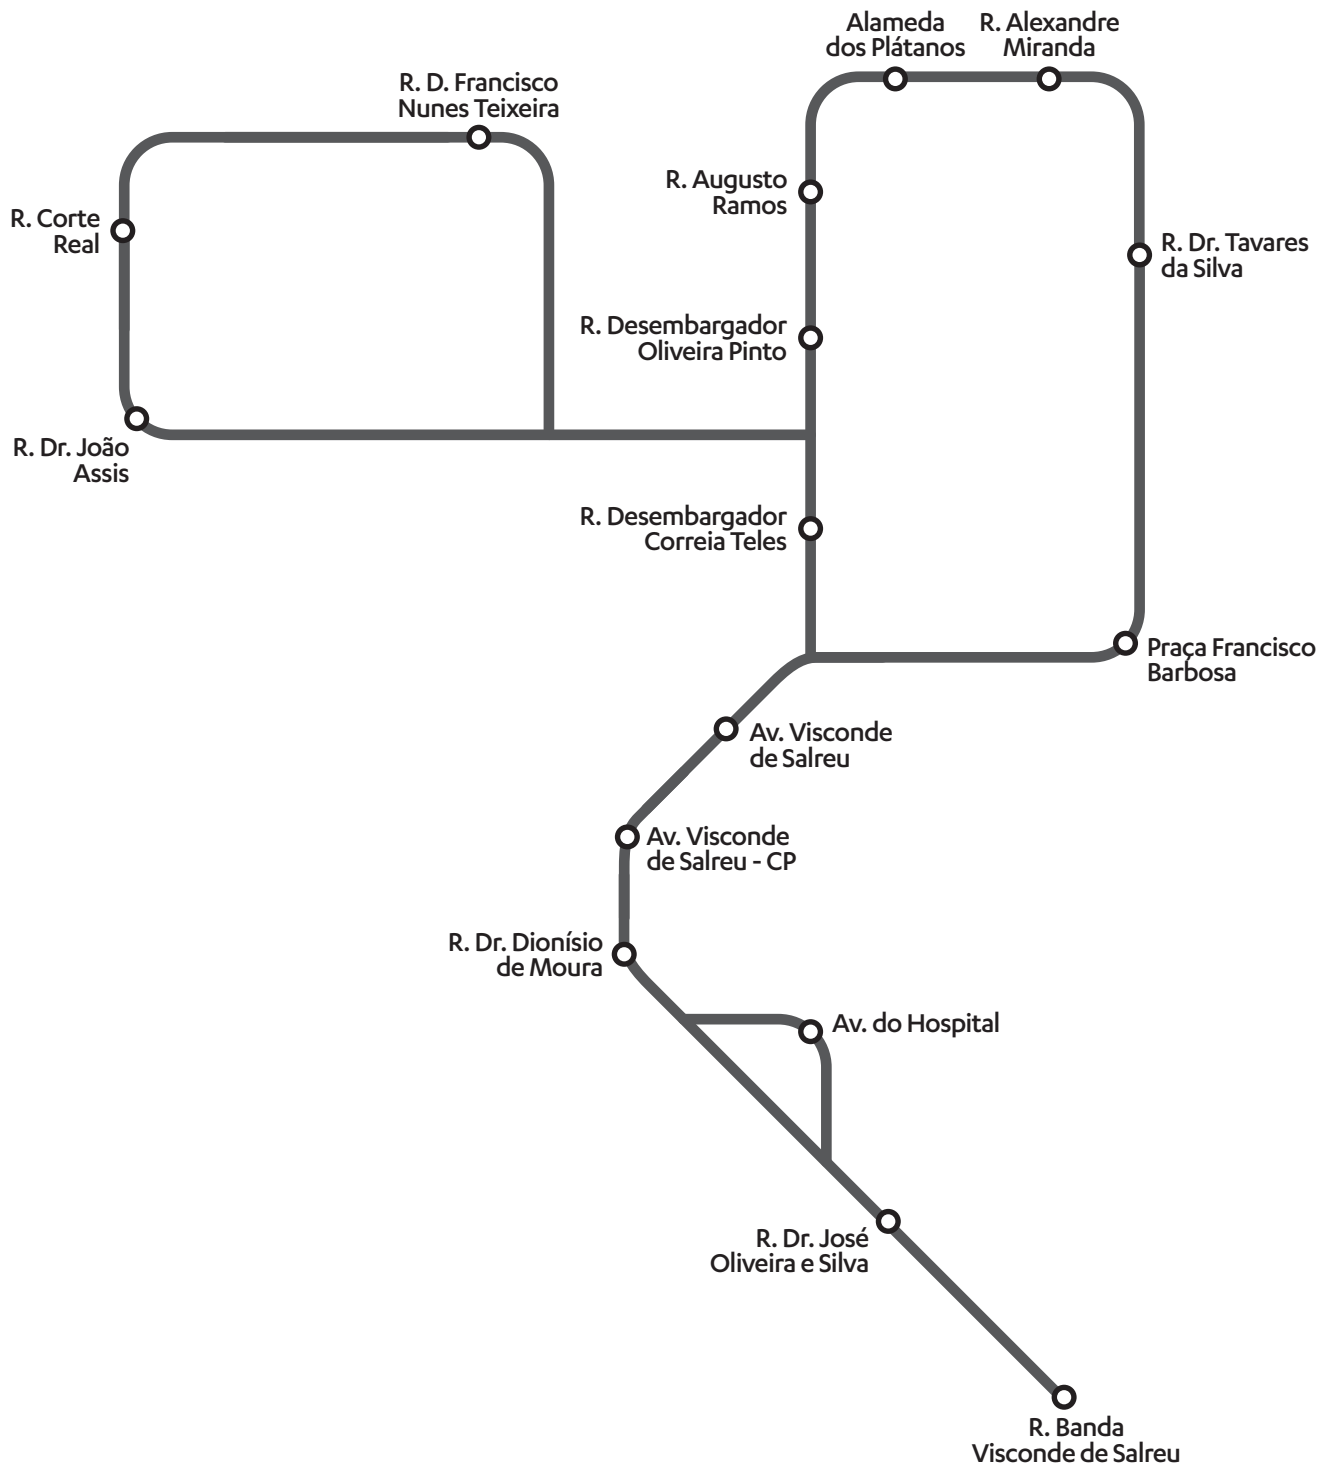 Alameda
dos Plátanos
R. Alexandre
Miranda
R. D. Francisco
Nunes Teixeira
R. Augusto
Ramos
R. Corte
Real
R. Dr. Tavares
da Silva
R. Desembargador
Oliveira Pinto
R. Dr. João
Assis
R. Desembargador
Correia Teles
Praça Francisco
Barbosa
Av. Visconde
de Salreu
Av. Visconde
de Salreu - CP
R. Dr. Dionísio
de Moura
Av. do Hospital
R. Dr. José
Oliveira e Silva
R. Banda
Visconde de Salreu